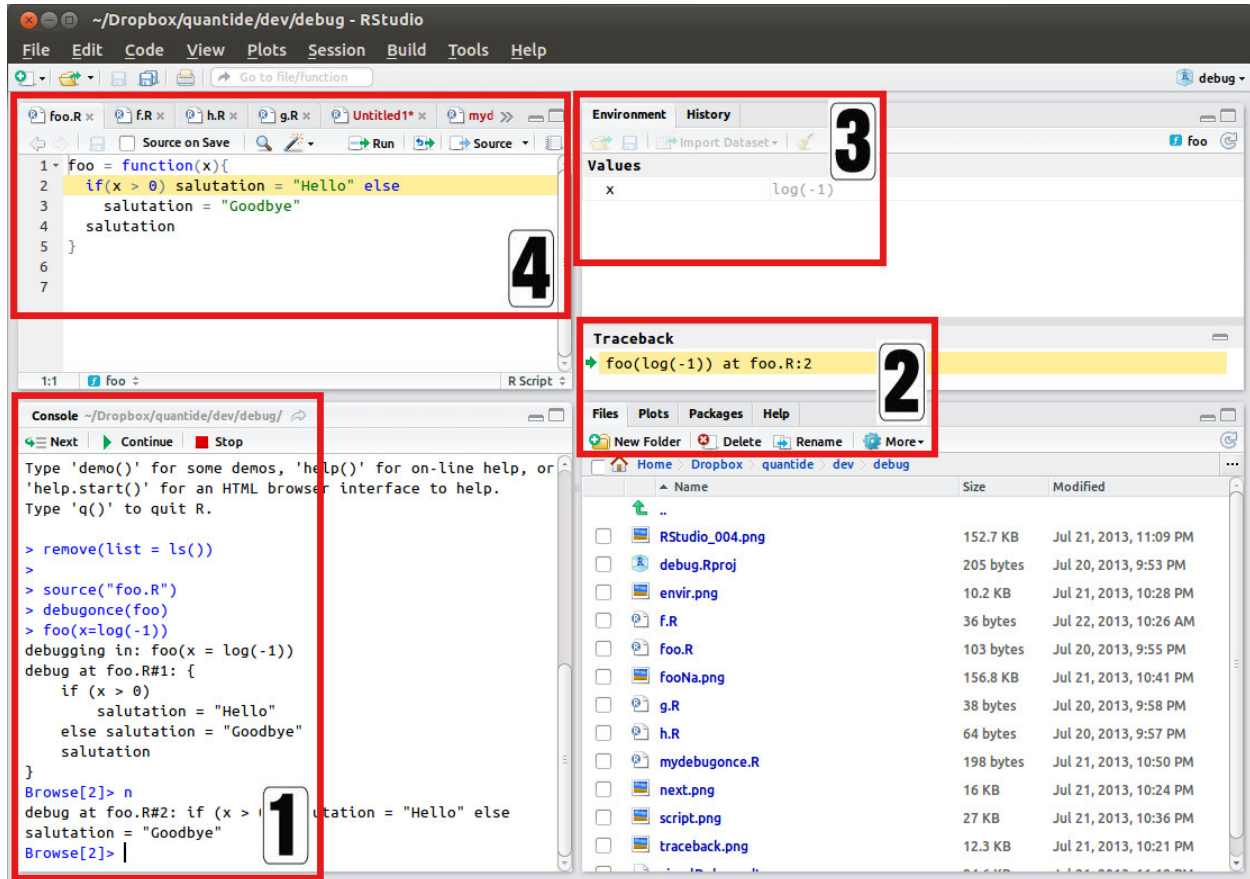 ~/Dropbox/quantide/dev/debug - RStudio
File Edit Code View Plots Session Build Tools Help
Go to file/function
debug
foo.R f.R h.R g.R Untitled1* myd
Source on Save Run Source
1 foo = function(x){
2 if(x > 0) salutation = "Hello" else
3 salutation = "Goodbye"
4 salutation
5 }
6
7
4
1:1 foo R Script
Environment History
Import Dataset
foo
Values
x log(-1)
3
Traceback
foo(log(-1)) at foo.R:2
2
Console ~/Dropbox/quantide/dev/debug/
Next Continue Stop
Type 'demo()' for some demos, 'help()' for on-line help, or
'help.start()' for an HTML browser interface to help.
Type 'q()' to quit R.
> remove(list = ls())
>
> source("foo.R")
> debugonce(foo)
> foo(x=log(-1))
debugging in: foo(x = log(-1))
debug at foo.R#1: {
if (x > 0)
salutation = "Hello"
else salutation = "Goodbye"
salutation
}
Browse[2]> n
debug at foo.R#2: if (x > utation = "Hello" else
salutation = "Goodbye"
Browse[2]>
1
Files Plots Packages Help
New Folder Delete Rename More
Home Dropbox quantide dev debug ...
Name Size Modified
..
RStudio_004.png 152.7 KB Jul 21, 2013, 11:09 PM
debug.Rproj 205 bytes Jul 20, 2013, 9:53 PM
envir.png 10.2 KB Jul 21, 2013, 10:28 PM
f.R 36 bytes Jul 22, 2013, 10:26 AM
foo.R 103 bytes Jul 20, 2013, 9:55 PM
fooNa.png 156.8 KB Jul 21, 2013, 10:41 PM
g.R 38 bytes Jul 20, 2013, 9:58 PM
h.R 64 bytes Jul 20, 2013, 9:57 PM
mydebugonce.R 198 bytes Jul 21, 2013, 10:50 PM
next.png 16 KB Jul 21, 2013, 10:24 PM
script.png 27 KB Jul 21, 2013, 10:36 PM
traceback.png 12.3 KB Jul 21, 2013, 10:21 PM